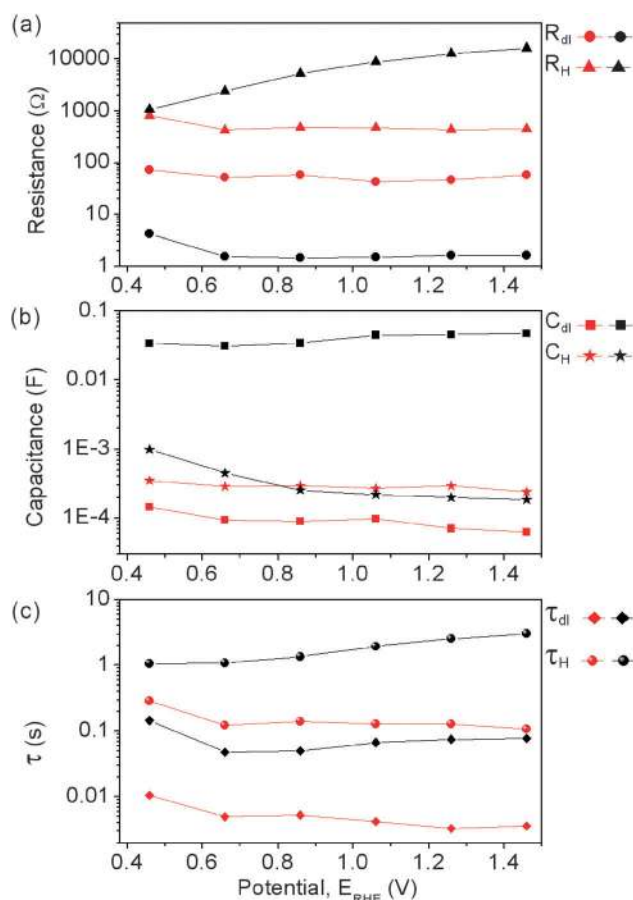 (a)
Resistance (Ω)
10000
1000
100
10
1
0.4 0.6 0.8 1.0 1.2 1.4
R_dl
R_H
(b)
Capacitance (F)
0.1
0.01
1E-3
1E-4
0.4 0.6 0.8 1.0 1.2 1.4
C_dl
C_H
(c)
τ (s)
10
1
0.1
0.01
0.4 0.6 0.8 1.0 1.2 1.4
τ_dl
τ_H
Potential, E_RHE (V)